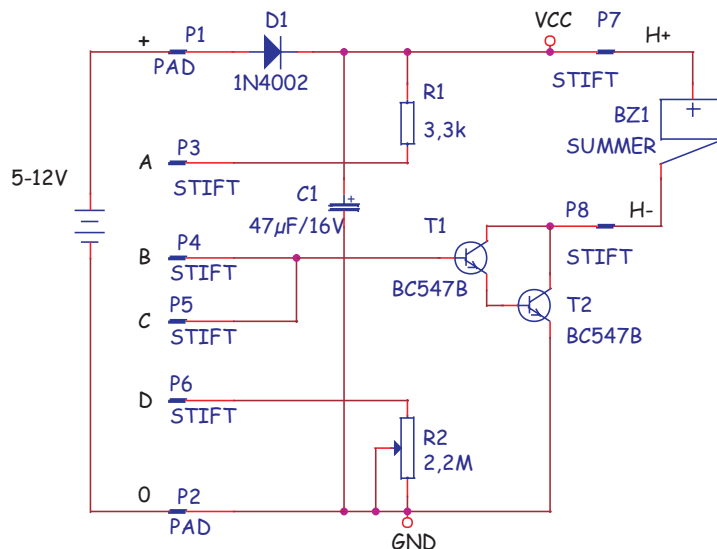 + P1 D1 VCC P7 H+
PAD 1N4002 STIFT
R1 BZ1
3,3k
A P3 SUMMER
5-12V STIFT
C1 P8 H-
47µF/16V T1
B P4
STIFT BC547B STIFT
C P5 T2
STIFT BC547B
D P6
STIFT
R2
2,2M
0 P2
PAD
GND